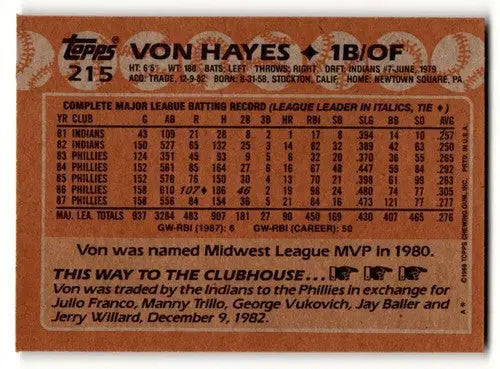 Topps
215
VON HAYES ✦ 1B/OF
HT: 6'5" WT: 186 BATS: LEFT THROWS: RIGHT DRFT: INDIANS #7-JUNE, 1979
ACQ: TRADE, 12-9-82 BORN: 8-31-58, STOCKTON, CALIF. HOME: NEWTOWN SQUARE, PA.
COMPLETE MAJOR LEAGUE BATTING RECORD (LEAGUE LEADER IN ITALICS, TIE ♦)
YR CLUB G AB R H 2B 3B HR RBI SB SLG BB SO AVG
81 INDIANS 43 109 21 28 8 2 1 17 8 .394 14 10 .257
82 INDIANS 150 527 65 132 25 3 14 82 32 .389 42 63 .250
83 PHILLIES 124 351 45 93 9 5 6 32 20 .370 36 55 .265
84 PHILLIES 152 561 85 164 27 6 16 67 48 .447 59 84 .292
85 PHILLIES 152 570 76 150 30 4 13 70 21 .398 61 99 .263
86 PHILLIES 158 610 107♦ 186 46 2 19 98 24 .480 74 77 .305
87 PHILLIES 158 556 84 154 36 5 21 84 16 .473 121 77 .277
MAJ. LEA. TOTALS 937 3284 483 907 181 27 90 450 169 .416 407 465 .276
GW-RBI (1987): 6 GW-RBI (CAREER): 50
Von was named Midwest League MVP in 1980.
THIS WAY TO THE CLUBHOUSE...
Von was traded by the Indians to the Phillies in exchange for
Julio Franco, Manny Trillo, George Vukovich, Jay Baller and
Jerry Willard, December 9, 1982.
A * ©1988 TOPPS CHEWING GUM, INC. PRTD. IN U.S.A.